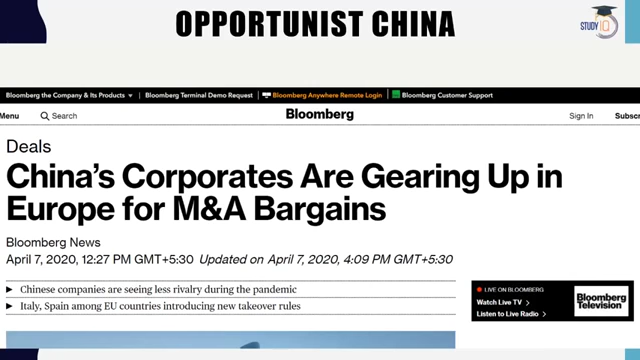 OPPORTUNIST CHINA
STUDY IQ
Bloomberg the Company & Its Products ▾ Bloomberg Terminal Demo Request Bloomberg Anywhere Remote Login Bloomberg Customer Support
Menu Search Bloomberg Sign In Subsc
Deals
China's Corporates Are Gearing Up in
Europe for M&A Bargains
Bloomberg News
April 7, 2020, 12:27 PM GMT+5:30 Updated on April 7, 2020, 4:09 PM GMT+5:30
▶ Chinese companies are seeing less rivalry during the pandemic
▶ Italy, Spain among EU countries introducing new takeover rules
LIVE ON BLOOMBERG
Watch Live TV >
Listen to Live Radio >
Bloomberg
Television